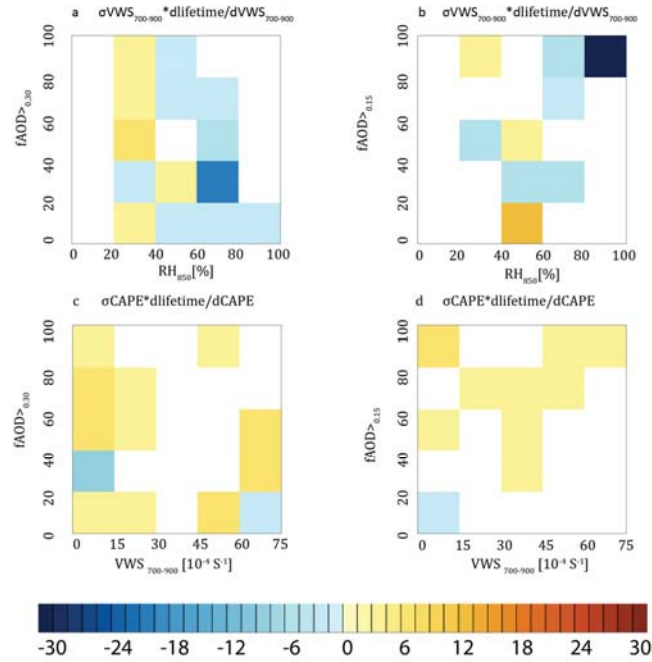 a σVWS700-900*dlifetime/dVWS700-900
b σVWS700-900*dlifetime/dVWS700-900
fAOD>0.30
100
80
60
40
20
0
0 20 40 60 80 100
RH850[%]
fAOD>0.15
100
80
60
40
20
0
0 20 40 60 80 100
RH850[%]
c σCAPE*dlifetime/dCAPE
d σCAPE*dlifetime/dCAPE
fAOD>0.30
100
80
60
40
20
0
0 15 30 45 60 75
VWS 700-900 [10⁻⁴ S⁻¹]
fAOD>0.15
100
80
60
40
20
0
0 15 30 45 60 75
VWS 700-900 [10⁻⁴ S⁻¹]
-30 -24 -18 -12 -6 0 6 12 18 24 30